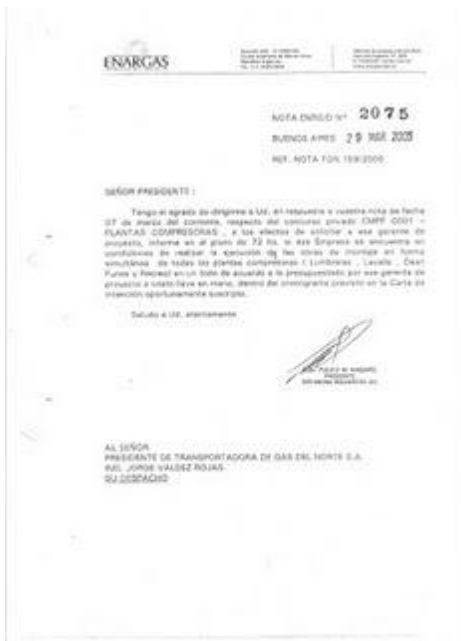 ENARGAS
NOTA ENRG/D Nº 2075
BUENOS AIRES, 29 MAR 2005
REF. NOTA TGN 159/2005
SEÑOR PRESIDENTE :
Tengo el agrado de dirigirme a Ud. en respuesta a vuestra nota de fecha
07 de marzo del corriente, respecto del concurso privado CMPF 0001 –
PLANTAS COMPRESORAS , a los efectos de solicitar a ese gerente de
proyecto, informe en el plazo de 72 hs. si esa Empresa se encuentra en
condiciones de realizar la ejecución de las obras de montaje en forma
simultánea de todas las plantas compresoras ( Lumbreras , Lavalle , Dean
Funes y Recreo) en un todo de acuerdo a lo presupuestado por esa gerencia de
proyecto a costo llave en mano, dentro del cronograma previsto en la Carta de
Intención oportunamente suscripta.
Saludo a Ud. atentamente.
PRESIDENTE
AL SEÑOR
PRESIDENTE DE TRANSPORTADORA DE GAS DEL NORTE S.A.
ING. JORGE VALDEZ ROJAS
SU DESPACHO